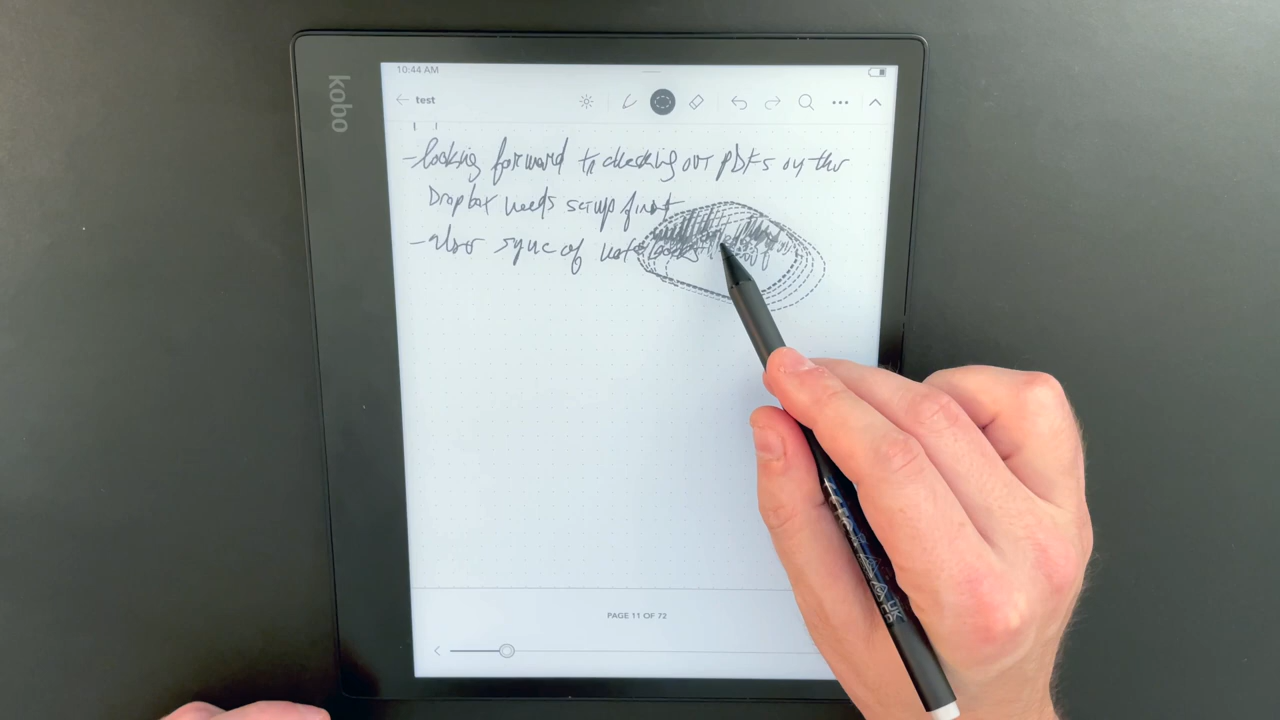 kobo
10:44 AM
test
-looking forward to checking out pDFs on the
Dropbox needs setup first
-also sync of notebooks
PAGE 11 OF 72